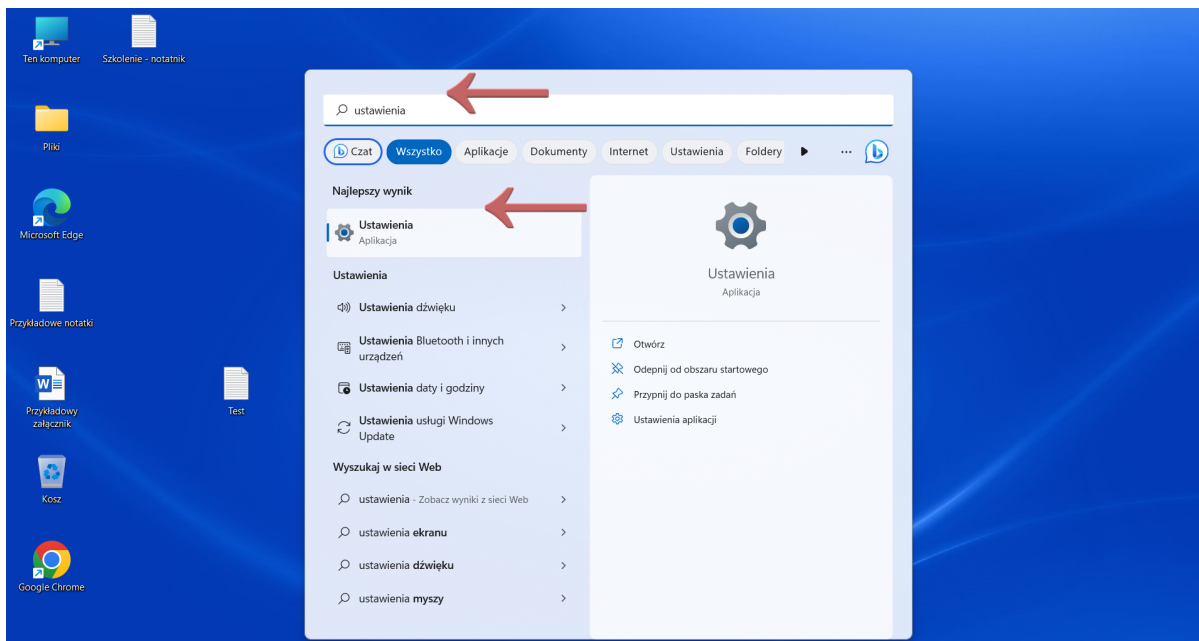 Ten komputer
Szkolenie - notatnik
Pliki
Microsoft Edge
Przykładowe notatki
Przykładowy
załącznik
Test
Kosz
Google Chrome
ustawienia
Czat
Wszystko
Aplikacje
Dokumenty
Internet
Ustawienia
Foldery
Najlepszy wynik
Ustawienia
Aplikacja
Ustawienia
Ustawienia dźwięku
Ustawienia Bluetooth i innych
urządzeń
Ustawienia daty i godziny
Ustawienia usługi Windows
Update
Wyszukaj w sieci Web
ustawienia - Zobacz wyniki z sieci Web
ustawienia ekranu
ustawienia dźwięku
ustawienia myszy
Ustawienia
Aplikacja
Otwórz
Odepnij od obszaru startowego
Przypnij do paska zadań
Ustawienia aplikacji